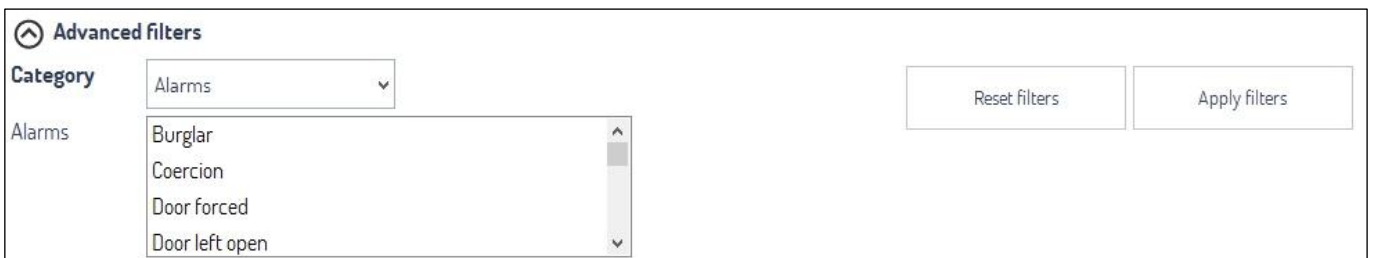 Advanced filters
Category
Alarms
Reset filters
Apply filters
Alarms
Burglar
Coercion
Door forced
Door left open